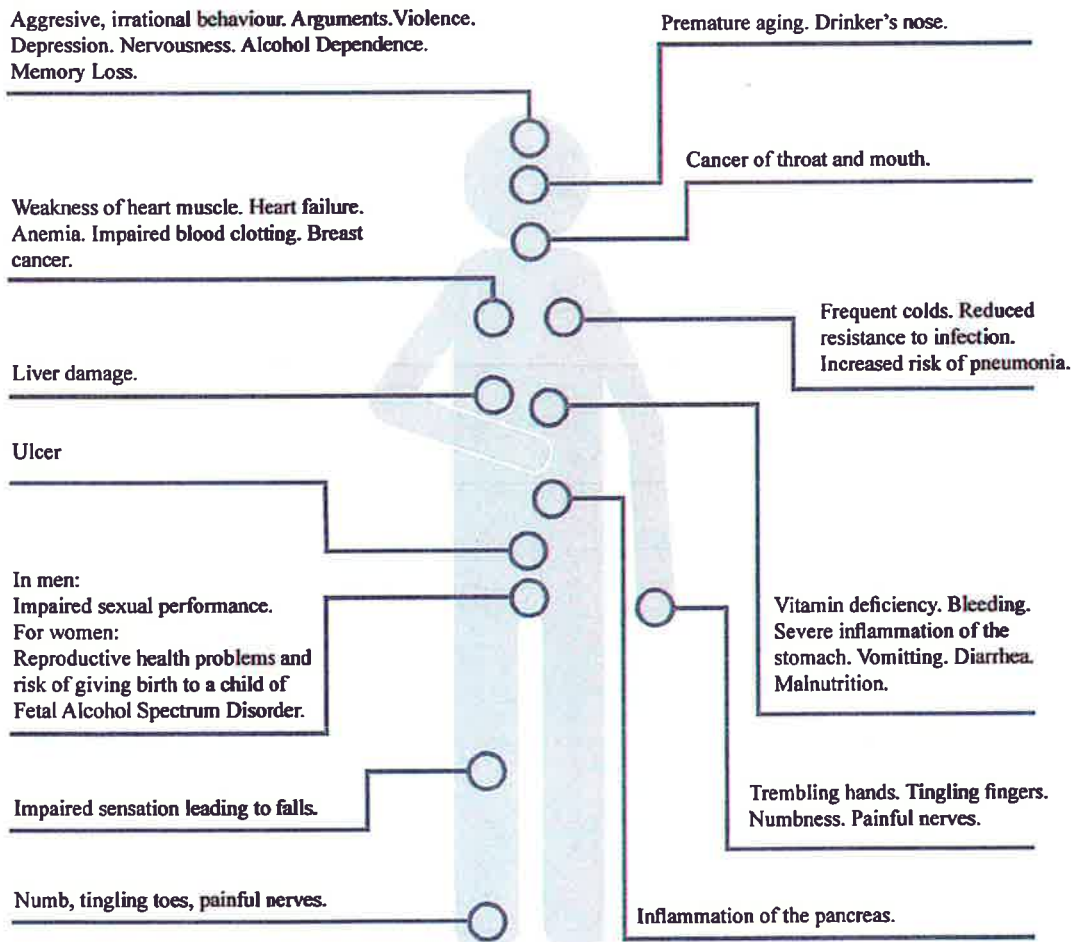 Aggresive, irrational behaviour. Arguments.Violence.
Depression. Nervousness. Alcohol Dependence.
Memory Loss.
Premature aging. Drinker's nose.
Cancer of throat and mouth.
Weakness of heart muscle. Heart failure.
Anemia. Impaired blood clotting. Breast
cancer.
Frequent colds. Reduced
resistance to infection.
Increased risk of pneumonia.
Liver damage.
Ulcer
In men:
Impaired sexual performance.
For women:
Reproductive health problems and
risk of giving birth to a child of
Fetal Alcohol Spectrum Disorder.
Vitamin deficiency. Bleeding.
Severe inflammation of the
stomach. Vomitting. Diarrhea.
Malnutrition.
Impaired sensation leading to falls.
Trembling hands. Tingling fingers.
Numbness. Painful nerves.
Numb, tingling toes, painful nerves.
Inflammation of the pancreas.